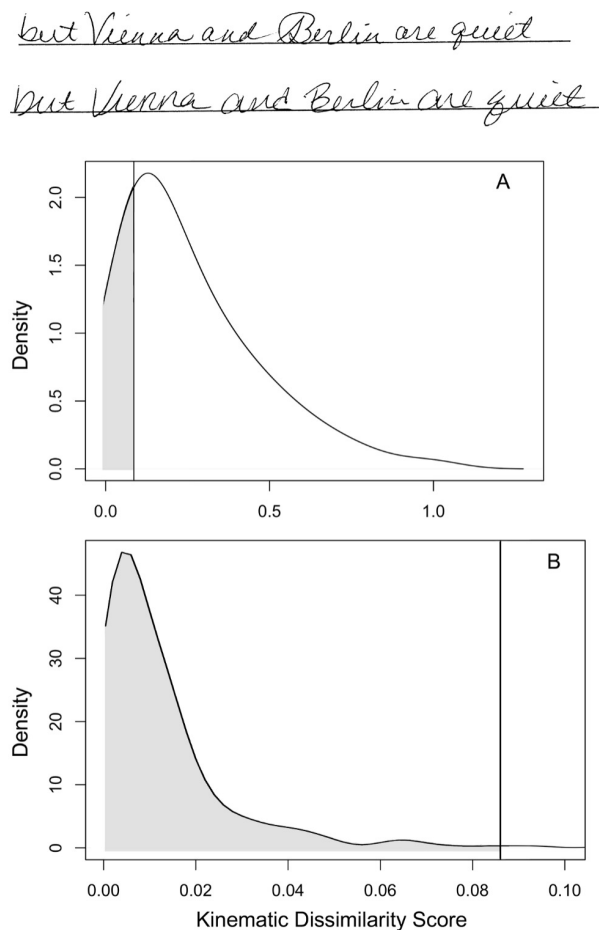 but Vienna and Berlin are quiet
but Vienna and Berlin are quiet
A
Density
0.0 0.5 1.0 1.5 2.0
0.0 0.5 1.0
B
Density
0 10 20 30 40
0.00 0.02 0.04 0.06 0.08 0.10
Kinematic Dissimilarity Score